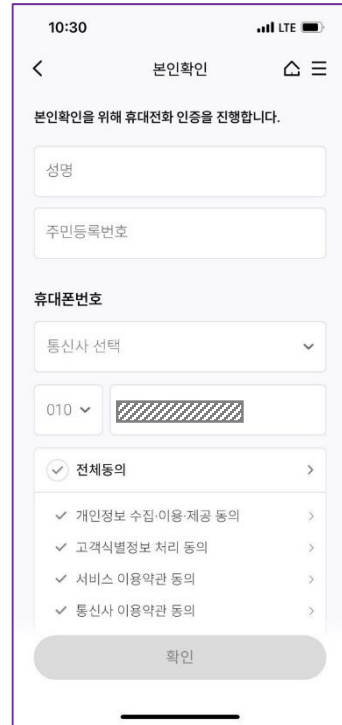 10:30 LTE
본인확인
본인확인을 위해 휴대전화 인증을 진행합니다.
성명
주민등록번호
휴대폰번호
통신사 선택
010
전체동의
개인정보 수집·이용·제공 동의
고객식별정보 처리 동의
서비스 이용약관 동의
통신사 이용약관 동의
확인